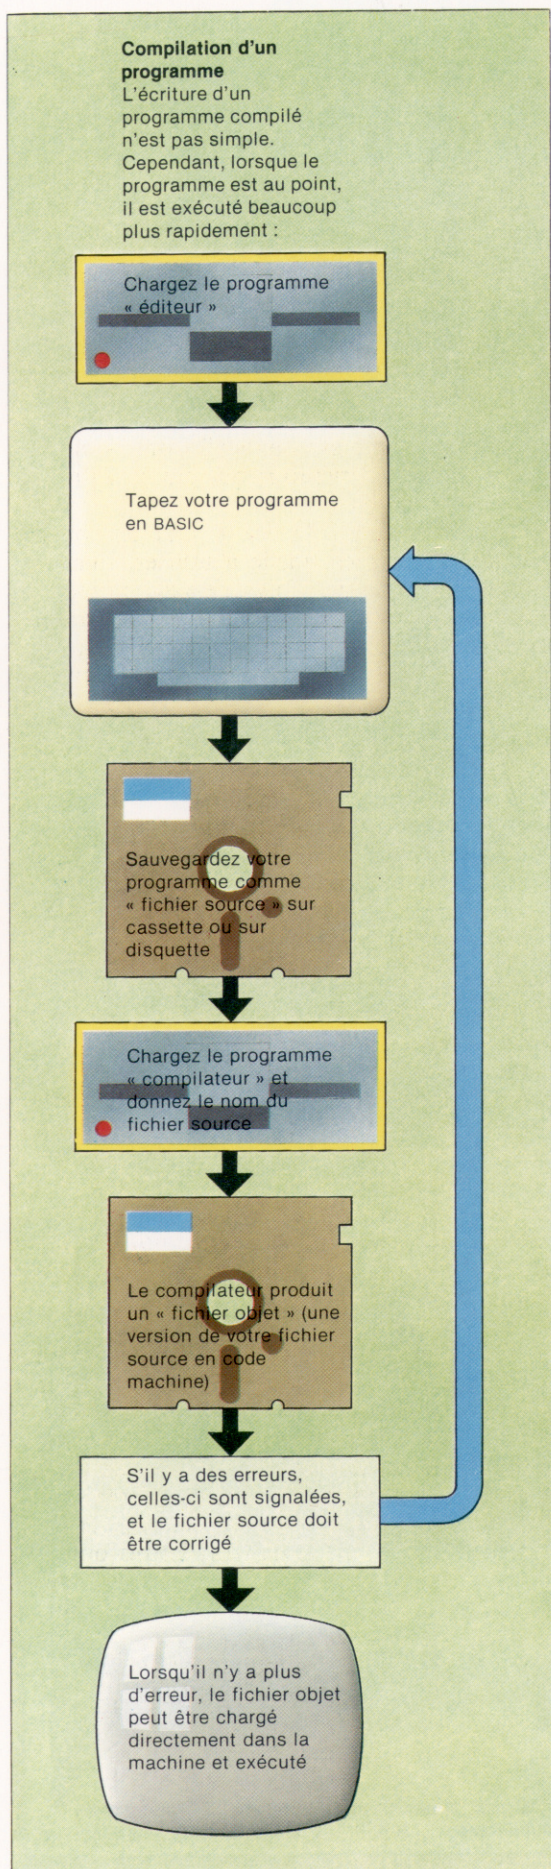 Compilation d'un
programme
L'écriture d'un
programme compilé
n'est pas simple.
Cependant, lorsque le
programme est au point,
il est exécuté beaucoup
plus rapidement :
Chargez le programme
« éditeur »
Tapez votre programme
en BASIC
Sauvegardez votre
programme comme
« fichier source » sur
cassette ou sur
disquette
Chargez le programme
« compilateur » et
donnez le nom du
fichier source
Le compilateur produit
un « fichier objet » (une
version de votre fichier
source en code
machine)
S'il y a des erreurs,
celles-ci sont signalées,
et le fichier source doit
être corrigé
Lorsqu'il n'y a plus
d'erreur, le fichier objet
peut être chargé
directement dans la
machine et exécuté